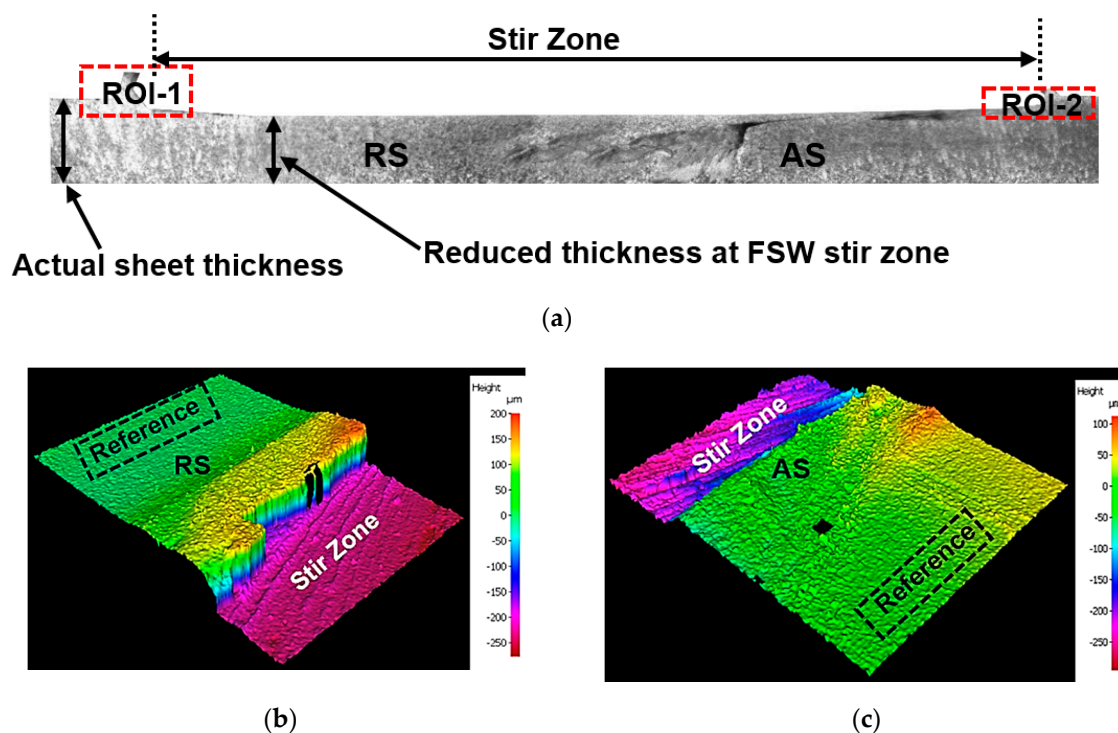 Stir Zone
ROI-1
ROI-2
RS
AS
Actual sheet thickness
Reduced thickness at FSW stir zone
(a)
Reference
RS
Stir Zone
Height
µm
200
150
100
50
0
-50
-100
-150
-200
-250
Stir Zone
AS
Reference
Height
µm
100
50
0
-50
-100
-150
-200
-250
(b)
(c)